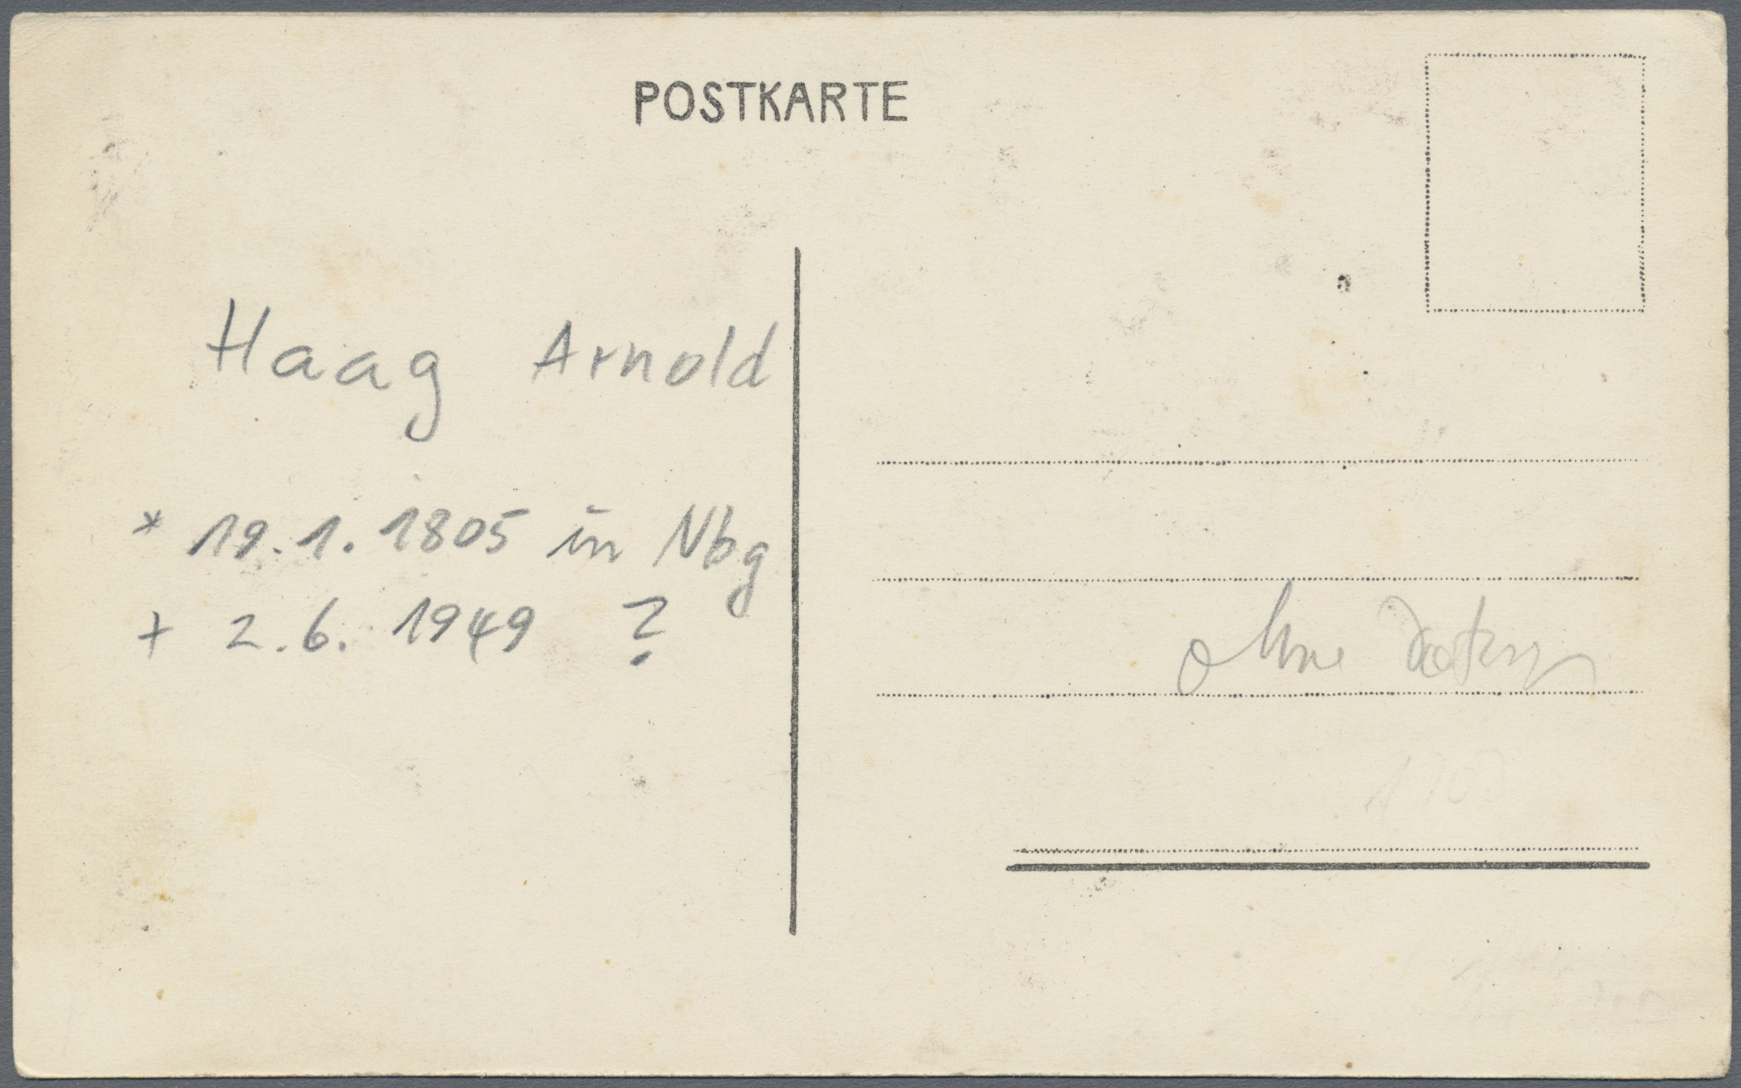 POSTKARTE
Haag Arnold
* 19.1.1805 in Nbg
+ 2.6.1949 ?
ohne Datum